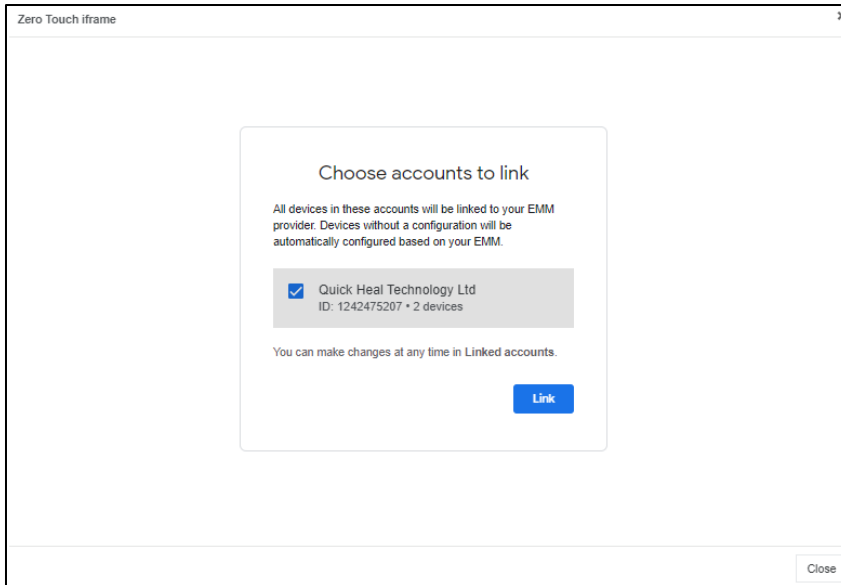 Zero Touch iframe
Choose accounts to link
All devices in these accounts will be linked to your EMM
provider. Devices without a configuration will be
automatically configured based on your EMM.
Quick Heal Technology Ltd
ID: 1242475207 • 2 devices
You can make changes at any time in Linked accounts.
Link
Close